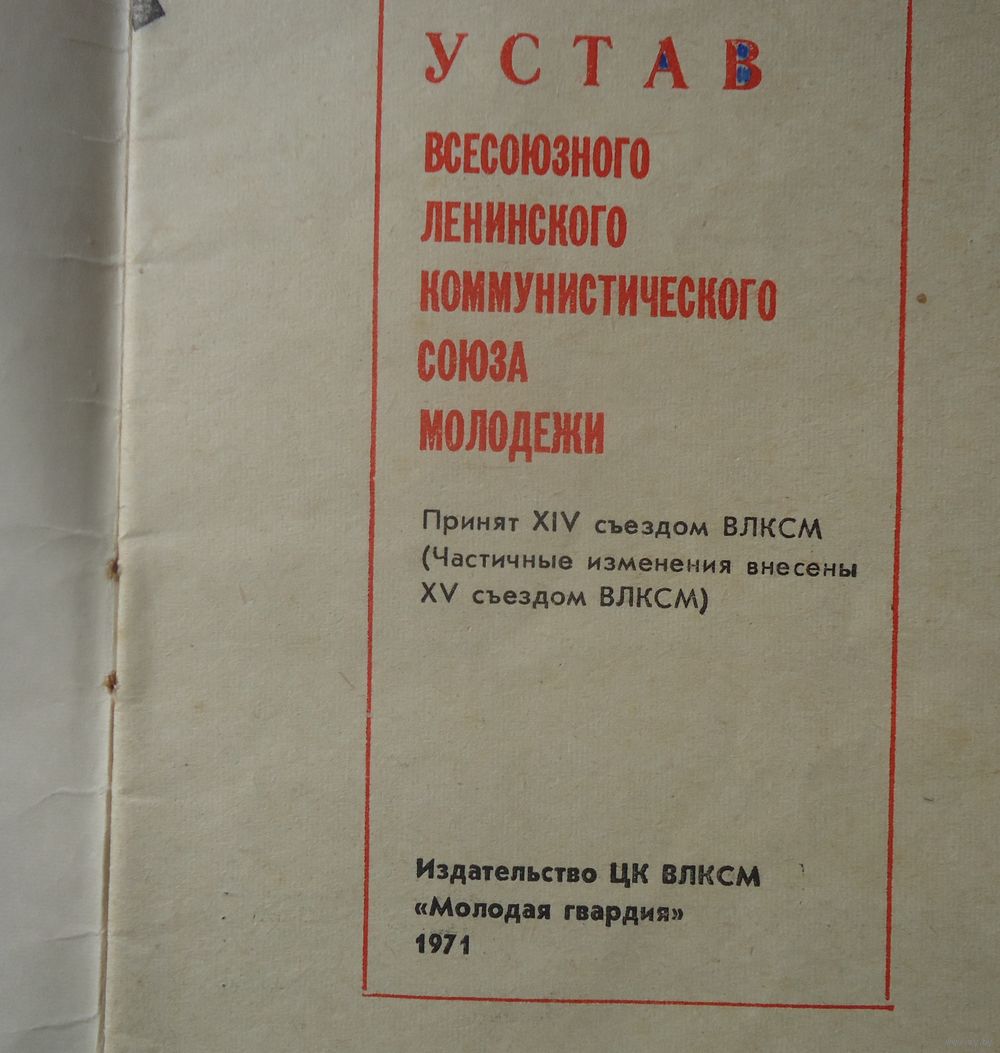 УСТАВ
ВСЕСОЮЗНОГО
ЛЕНИНСКОГО
КОММУНИСТИЧЕСКОГО
СОЮЗА
МОЛОДЕЖИ
Принят XIV съездом ВЛКСМ
(Частичные изменения внесены
XV съездом ВЛКСМ)
Издательство ЦК ВЛКСМ
«Молодая гвардия»
1971